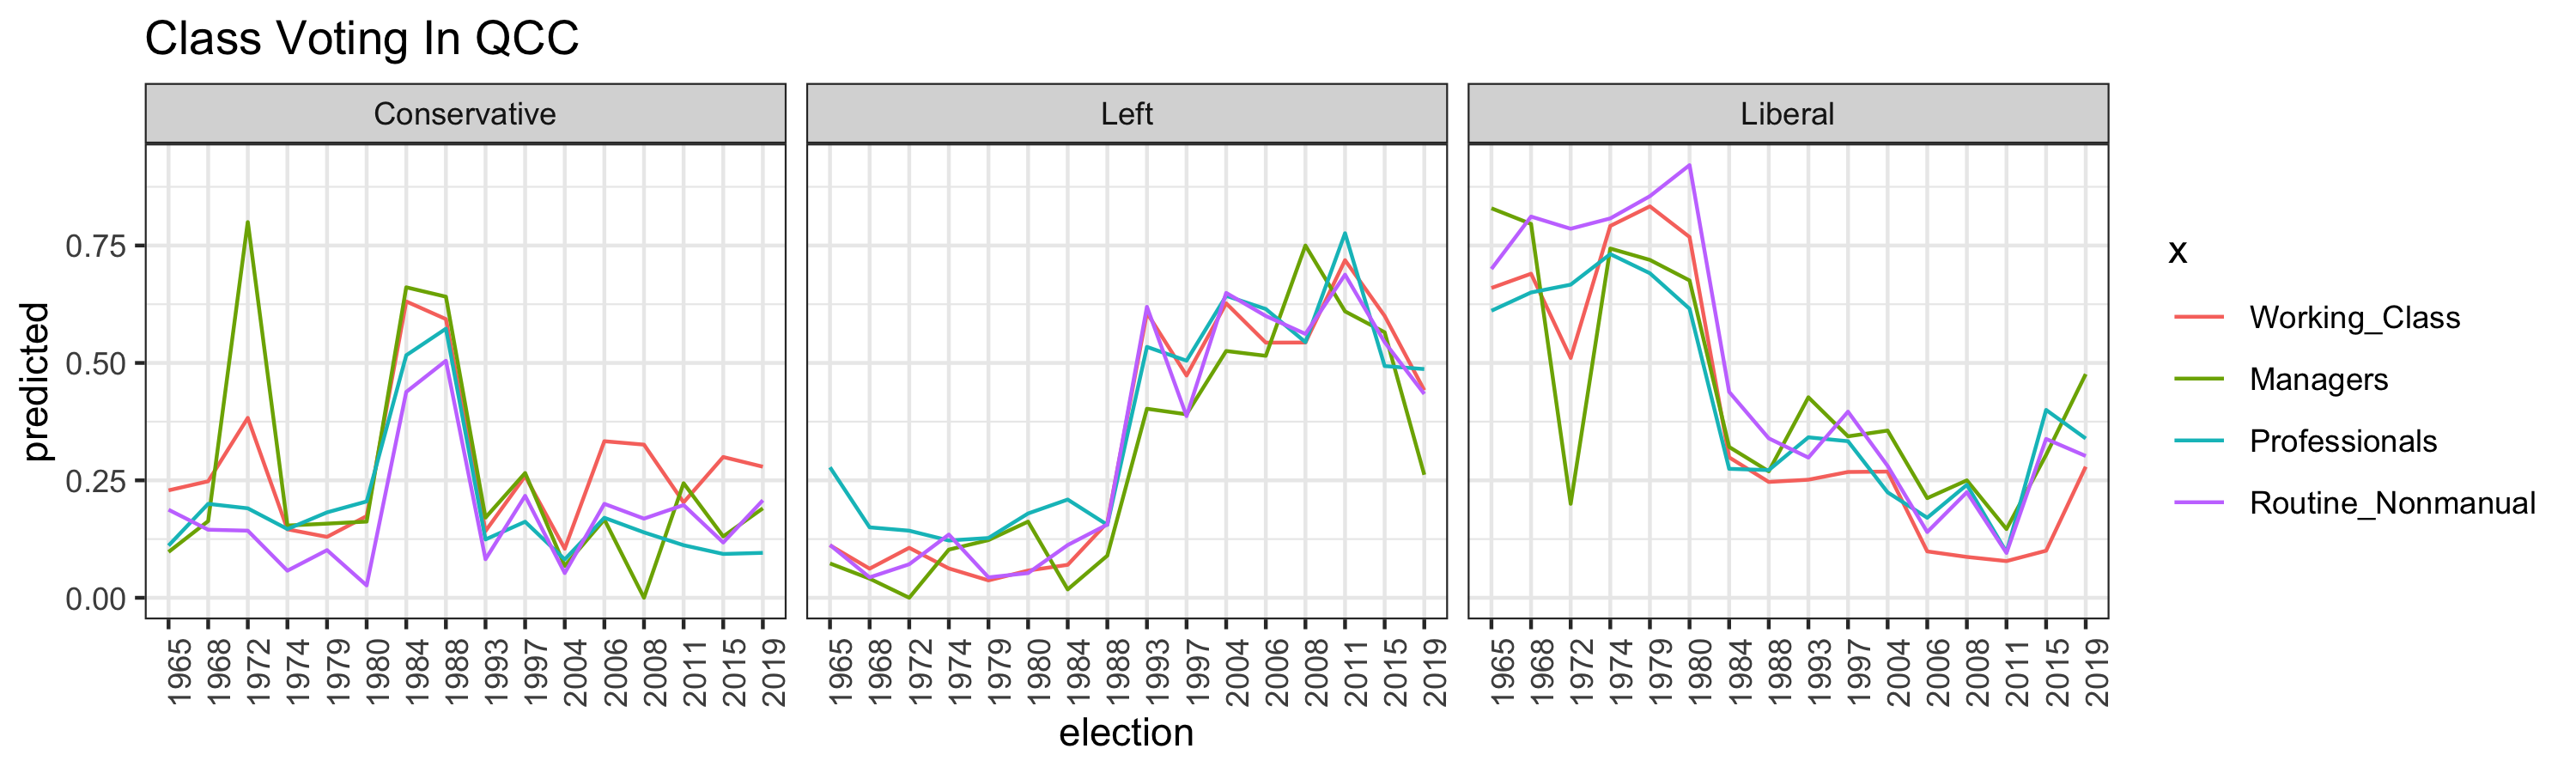 Class Voting In QCC
Conservative Left Liberal
predicted
0.75
0.50
0.25
0.00
1965 1968 1972 1974 1979 1980 1984 1988 1993 1997 2004 2006 2008 2011 2015 2019
1965 1968 1972 1974 1979 1980 1984 1988 1993 1997 2004 2006 2008 2011 2015 2019
1965 1968 1972 1974 1979 1980 1984 1988 1993 1997 2004 2006 2008 2011 2015 2019
election
x
Working_Class
Managers
Professionals
Routine_Nonmanual